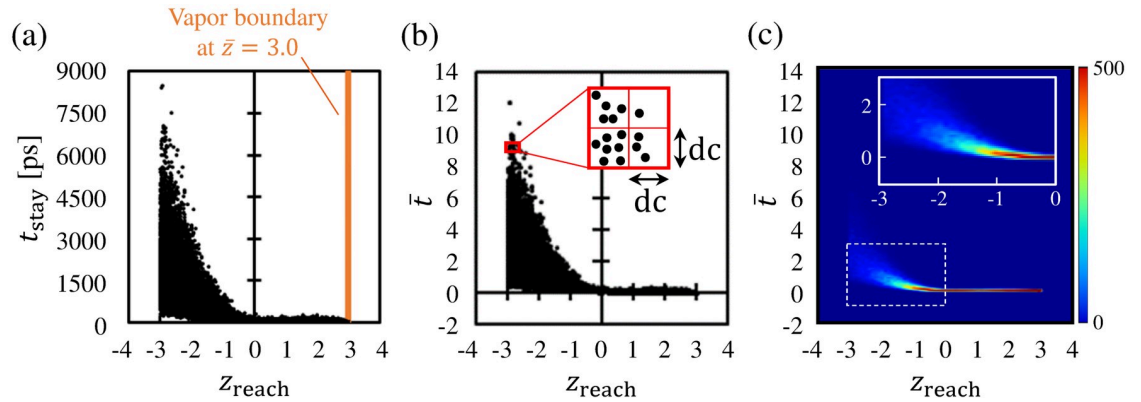 Vapor boundary
at z̄ = 3.0
(a)
9000
7500
6000
4500
3000
1500
0
t_stay [ps]
-4 -3 -2 -1 0 1 2 3 4
z_reach
(b)
14
12
10
8
6
4
2
0
-2
t̄
dc
dc
-4 -3 -2 -1 0 1 2 3 4
z_reach
(c)
14
12
10
8
6
4
2
0
-2
t̄
2
0
-3 -2 -1 0
-4 -3 -2 -1 0 1 2 3 4
z_reach
500
0